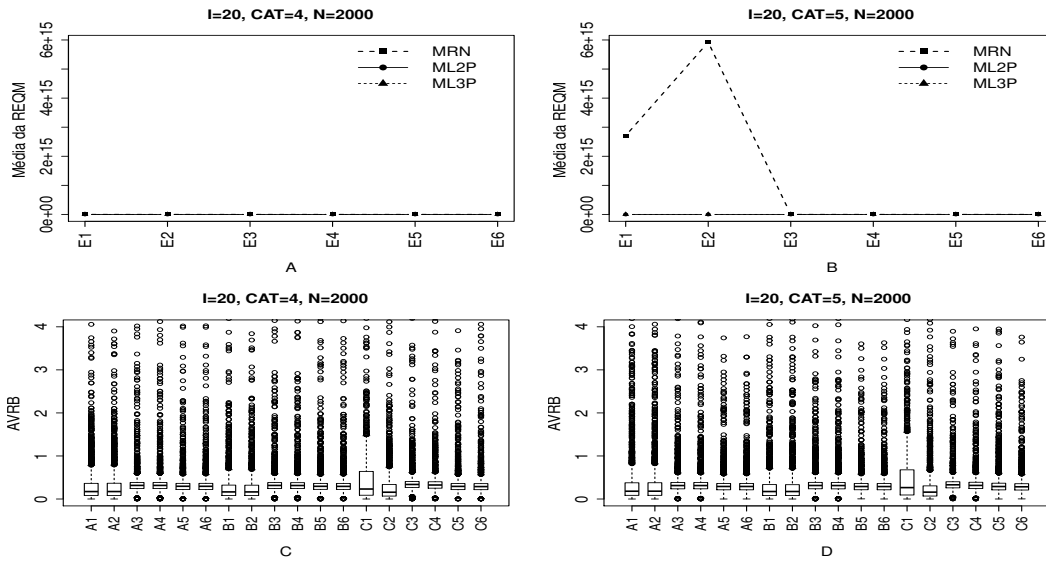 I=20, CAT=4, N=2000
Média da REQM
0e+00 2e+15 4e+15 6e+15
MRN
ML2P
ML3P
E1 E2 E3 E4 E5 E6
A
I=20, CAT=5, N=2000
Média da REQM
0e+00 2e+15 4e+15 6e+15
MRN
ML2P
ML3P
E1 E2 E3 E4 E5 E6
B
I=20, CAT=4, N=2000
AVRB
0 1 2 3 4
A1 A2 A3 A4 A5 A6 B1 B2 B3 B4 B5 B6 C1 C2 C3 C4 C5 C6
C
I=20, CAT=5, N=2000
AVRB
0 1 2 3 4
A1 A2 A3 A4 A5 A6 B1 B2 B3 B4 B5 B6 C1 C2 C3 C4 C5 C6
D